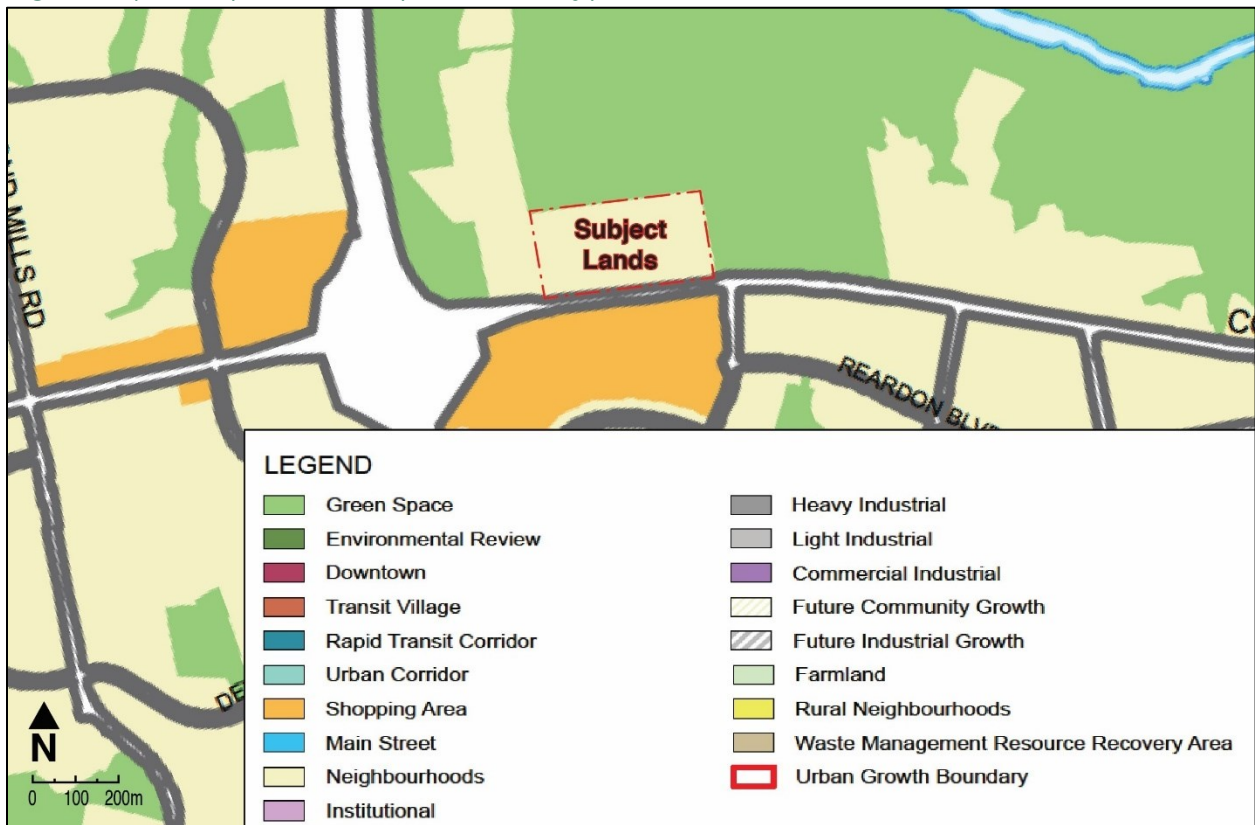 Subject
Lands
MILLS RD
REARDON BLV
CO
DE
LEGEND
Green Space
Environmental Review
Downtown
Transit Village
Rapid Transit Corridor
Urban Corridor
Shopping Area
Main Street
Neighbourhoods
Institutional
Heavy Industrial
Light Industrial
Commercial Industrial
Future Community Growth
Future Industrial Growth
Farmland
Rural Neighbourhoods
Waste Management Resource Recovery Area
Urban Growth Boundary
N
0 100 200m